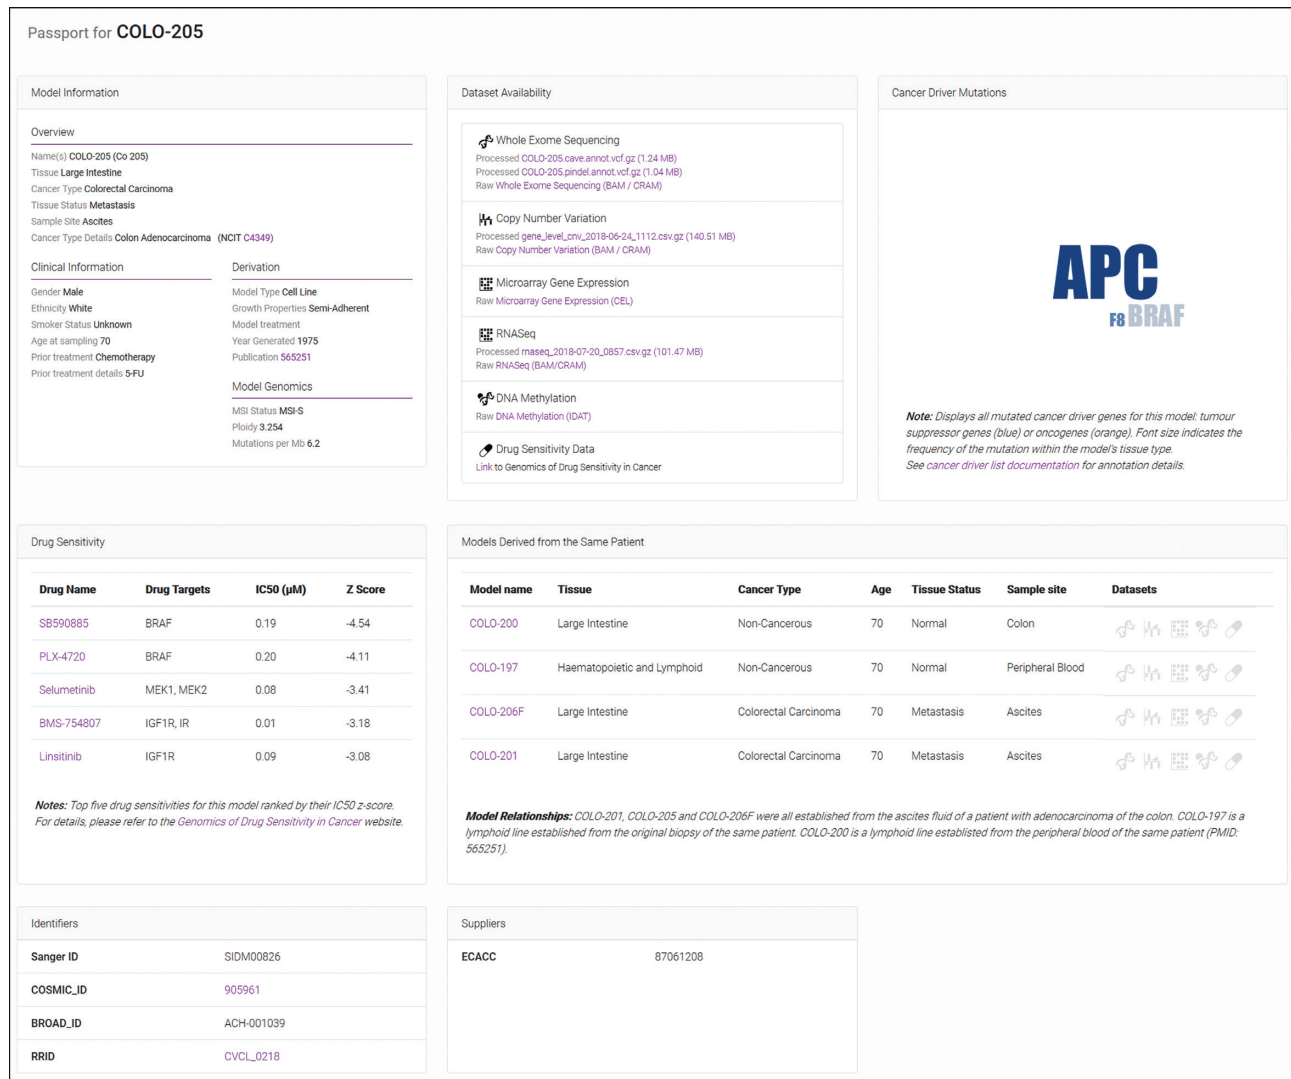 Passport for COLO-205
Model Information
Overview
Name(s) COLO-205 (Co 205)
Tissue Large Intestine
Cancer Type Colorectal Carcinoma
Tissue Status Metastasis
Sample Site Ascites
Cancer Type Details Colon Adenocarcinoma (NCIT C4349)
Clinical Information
Gender Male
Ethnicity White
Smoker Status Unknown
Age at sampling 70
Prior treatment Chemotherapy
Prior treatment details 5-FU
Derivation
Model Type Cell Line
Growth Properties Semi-Adherent
Model treatment
Year Generated 1975
Publication 565251
Model Genomics
MSI Status MSI-S
Ploidy 3.254
Mutations per Mb 6.2
Dataset Availability
Whole Exome Sequencing
Processed COLO-205.cave.annot.vcf.gz (1.24 MB)
Processed COLO-205.pindel.annot.vcf.gz (1.04 MB)
Raw Whole Exome Sequencing (BAM / CRAM)
Copy Number Variation
Processed gene_level_cnv_2018-06-24_1112.csv.gz (140.51 MB)
Raw Copy Number Variation (BAM / CRAM)
Microarray Gene Expression
Raw Microarray Gene Expression (CEL)
RNASeq
Processed rnaseq_2018-07-20_0857.csv.gz (101.47 MB)
Raw RNASeq (BAM/CRAM)
DNA Methylation
Raw DNA Methylation (IDAT)
Drug Sensitivity Data
Link to Genomics of Drug Sensitivity in Cancer
Cancer Driver Mutations
APC
F8 BRAF
Note: Displays all mutated cancer driver genes for this model: tumour
suppressor genes (blue) or oncogenes (orange). Font size indicates the
frequency of the mutation within the model's tissue type.
See cancer driver list documentation for annotation details.
Drug Sensitivity
Drug Name Drug Targets IC50 (μM) Z Score
SB590885 BRAF 0.19 -4.54
PLX-4720 BRAF 0.20 -4.11
Selumetinib MEK1, MEK2 0.08 -3.41
BMS-754807 IGF1R, IR 0.01 -3.18
Linsitinib IGF1R 0.09 -3.08
Notes: Top five drug sensitivities for this model ranked by their IC50 z-score.
For details, please refer to the Genomics of Drug Sensitivity in Cancer website.
Models Derived from the Same Patient
Model name Tissue Cancer Type Age Tissue Status Sample site Datasets
COLO-200 Large Intestine Non-Cancerous 70 Normal Colon
COLO-197 Haematopoietic and Lymphoid Non-Cancerous 70 Normal Peripheral Blood
COLO-206F Large Intestine Colorectal Carcinoma 70 Metastasis Ascites
COLO-201 Large Intestine Colorectal Carcinoma 70 Metastasis Ascites
Model Relationships: COLO-201, COLO-205 and COLO-206F were all established from the ascites fluid of a patient with adenocarcinoma of the colon. COLO-197 is a
lymphoid line established from the original biopsy of the same patient. COLO-200 is a lymphoid line establisted from the peripheral blood of the same patient (PMID:
565251).
Identifiers
Sanger ID SIDM00826
COSMIC_ID 905961
BROAD_ID ACH-001039
RRID CVCL_0218
Suppliers
ECACC 87061208